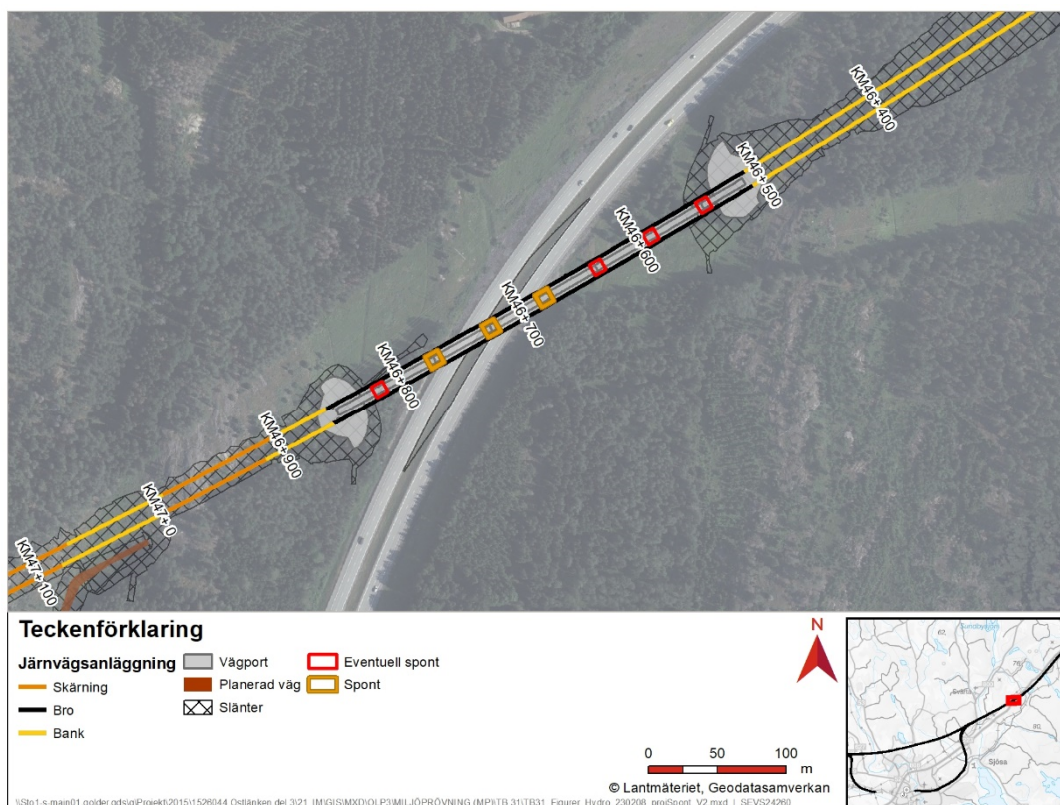 KM46+400
KM46+500
KM46+600
KM46+700
KM46+800
KM46+900
KM47+0
KM47+100
Teckenförklaring
Järnvägsanläggning
Skärning
Bro
Bank
Vägport
Planerad väg
Slänter
Eventuell spont
Spont
N
0 50 100
m
© Lantmäteriet, Geodatasamverkan
Svärta
Sjösa